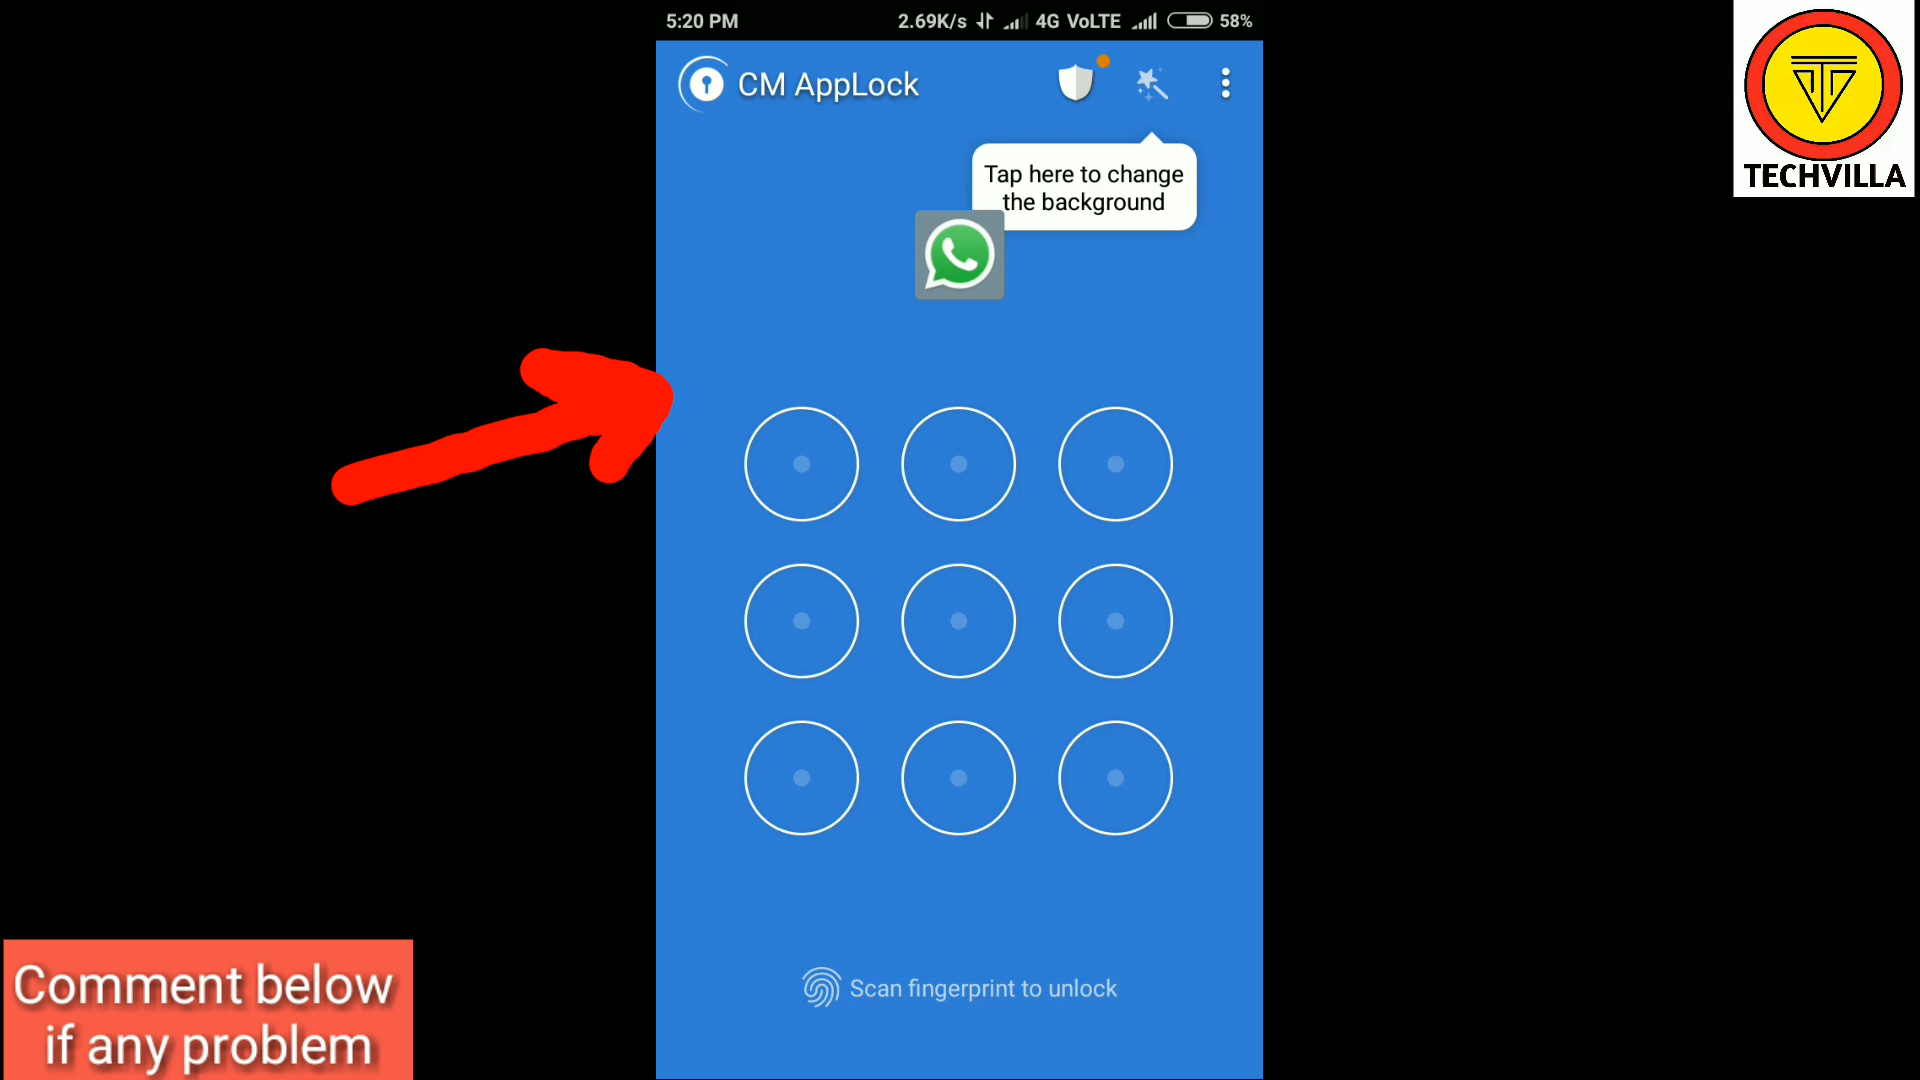 5:20 PM
2.69K/s 4G VoLTE 58%
CM AppLock
Tap here to change
the background
Scan fingerprint to unlock
TECHVILLA
Comment below
if any problem